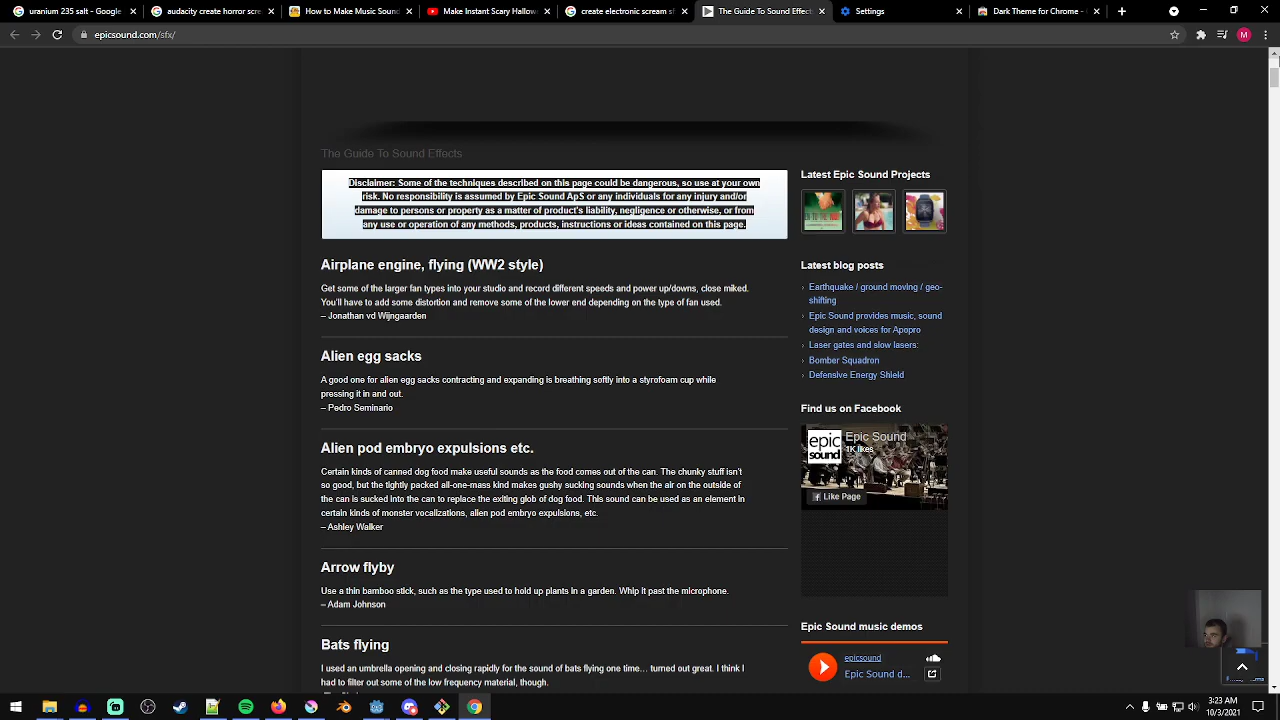 uranium 235 salt - Google
audacity create horror scre
How to Make Music Sound
Make Instant Scary Hallow
create electronic scream sf
The Guide To Sound Effect
Settings
Dark Theme for Chrome -
epicsound.com/sfx/
The Guide To Sound Effects
Disclaimer: Some of the techniques described on this page could be dangerous, so use at your own
risk. No responsibility is assumed by Epic Sound ApS or any individuals for any injury and/or
damage to persons or property as a matter of product's liability, negligence or otherwise, or from
any use or operation of any methods, products, instructions or ideas contained on this page.
Airplane engine, flying (WW2 style)
Get some of the larger fan types into your studio and record different speeds and power up/downs, close miked.
You'll have to add some distortion and remove some of the lower end depending on the type of fan used.
– Jonathan vd Wijngaarden
Alien egg sacks
A good one for alien egg sacks contracting and expanding is breathing softly into a styrofoam cup while
pressing it in and out.
– Pedro Seminario
Alien pod embryo expulsions etc.
Certain kinds of canned dog food make useful sounds as the food comes out of the can. The chunky stuff isn't
so good, but the tightly packed all-one-mass kind makes gushy sucking sounds when the air on the outside of
the can is sucked into the can to replace the exiting glob of dog food. This sound can be used as an element in
certain kinds of monster vocalizations, alien pod embryo expulsions, etc.
– Ashley Walker
Arrow flyby
Use a thin bamboo stick, such as the type used to hold up plants in a garden. Whip it past the microphone.
– Adam Johnson
Bats flying
I used an umbrella opening and closing rapidly for the sound of bats flying one time… turned out great. I think I
had to filter out some of the low frequency material, though.
Latest Epic Sound Projects
Latest blog posts
Earthquake / ground moving / geo-
shifting
Epic Sound provides music, sound
design and voices for Apopro
Laser gates and slow lasers:
Bomber Squadron
Defensive Energy Shield
Find us on Facebook
epic
sound
Epic Sound
4K likes
Like Page
Epic Sound music demos
epicsound
Epic Sound d...
M
3:23 AM
10/3/2021